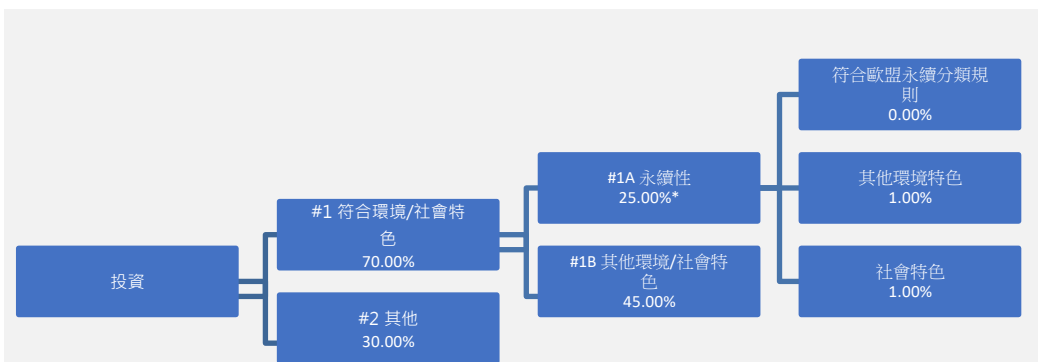 投資
#1 符合環境/社會特
色
70.00%
#2 其他
30.00%
#1A 永續性
25.00%*
#1B 其他環境/社會特
色
45.00%
符合歐盟永續分類規
則
0.00%
其他環境特色
1.00%
社會特色
1.00%